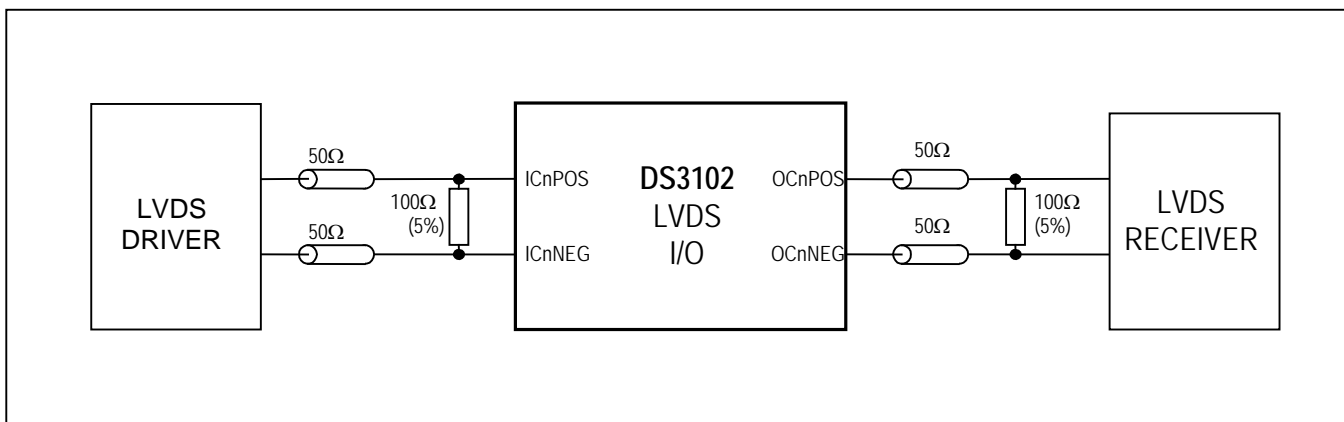 LVDS
DRIVER
50Ω
50Ω
100Ω
(5%)
ICnPOS
ICnNEG
DS3102
LVDS
I/O
OCnPOS
OCnNEG
50Ω
50Ω
100Ω
(5%)
LVDS
RECEIVER